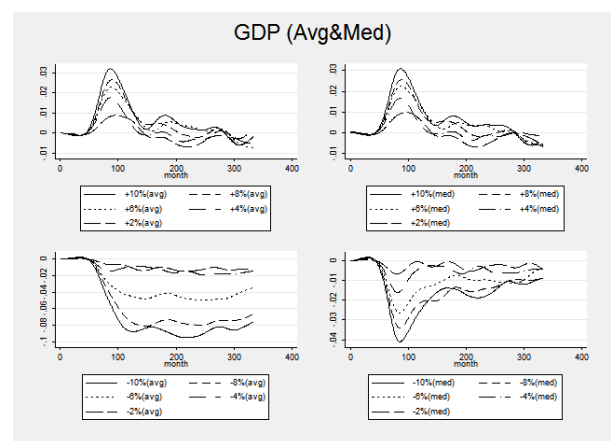 GDP (Avg&Med)
.03
.02
.01
0
-.01
0 100 200 300 400
month
+10%(avg) +8%(avg)
+6%(avg) +4%(avg)
+2%(avg)
.03
.02
.01
0
-.01
0 100 200 300 400
month
+10%(med) +8%(med)
+6%(med) +4%(med)
+2%(med)
0
-.02
-.04
-.06
-.08
-.1
0 100 200 300 400
month
-10%(avg) -8%(avg)
-6%(avg) -4%(avg)
-2%(avg)
0
-.01
-.02
-.03
-.04
0 100 200 300 400
month
-10%(med) -8%(med)
-6%(med) -4%(med)
-2%(med)